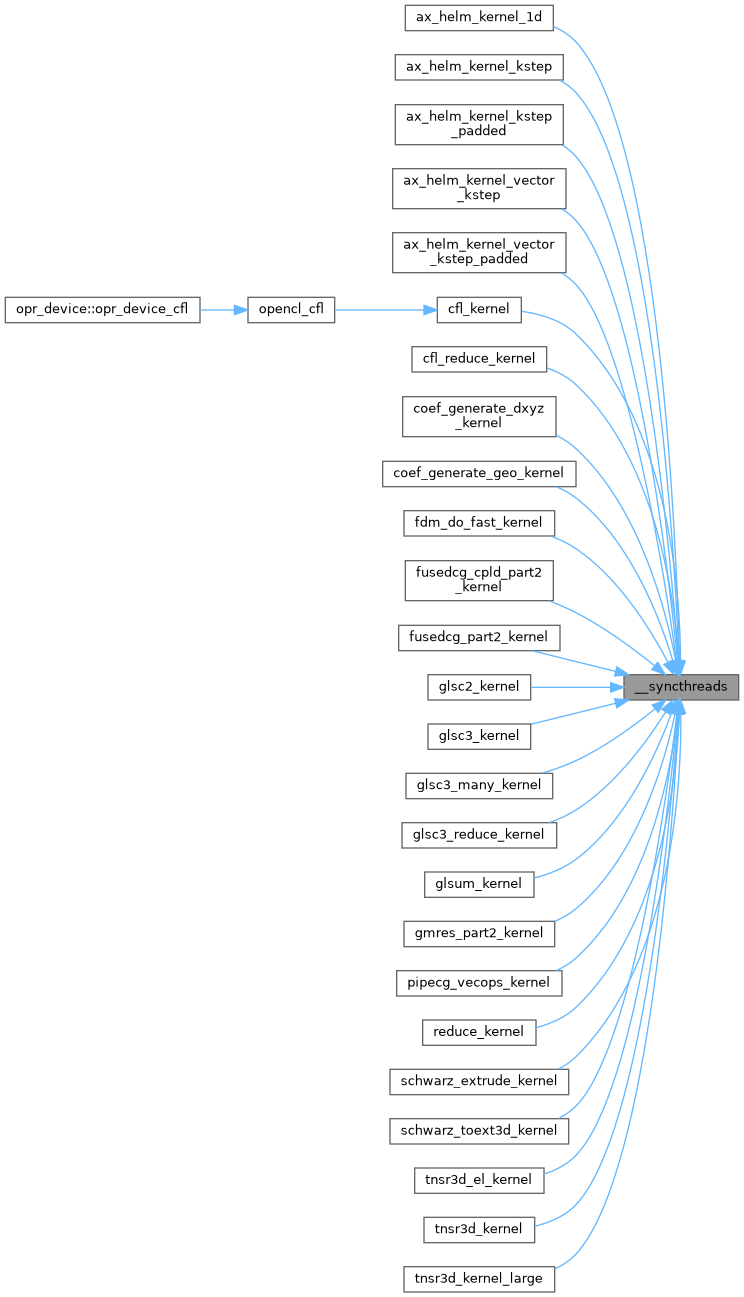 ax_helm_kernel_1d
ax_helm_kernel_kstep
ax_helm_kernel_kstep
_padded
ax_helm_kernel_vector
_kstep
ax_helm_kernel_vector
_kstep_padded
opr_device::opr_device_cfl
opencl_cfl
cfl_kernel
cfl_reduce_kernel
coef_generate_dxyz
_kernel
coef_generate_geo_kernel
fdm_do_fast_kernel
fusedcg_cpld_part2
_kernel
fusedcg_part2_kernel
glsc2_kernel
__syncthreads
glsc3_kernel
glsc3_many_kernel
glsc3_reduce_kernel
glsum_kernel
gmres_part2_kernel
pipecg_vecops_kernel
reduce_kernel
schwarz_extrude_kernel
schwarz_toext3d_kernel
tnsr3d_el_kernel
tnsr3d_kernel
tnsr3d_kernel_large